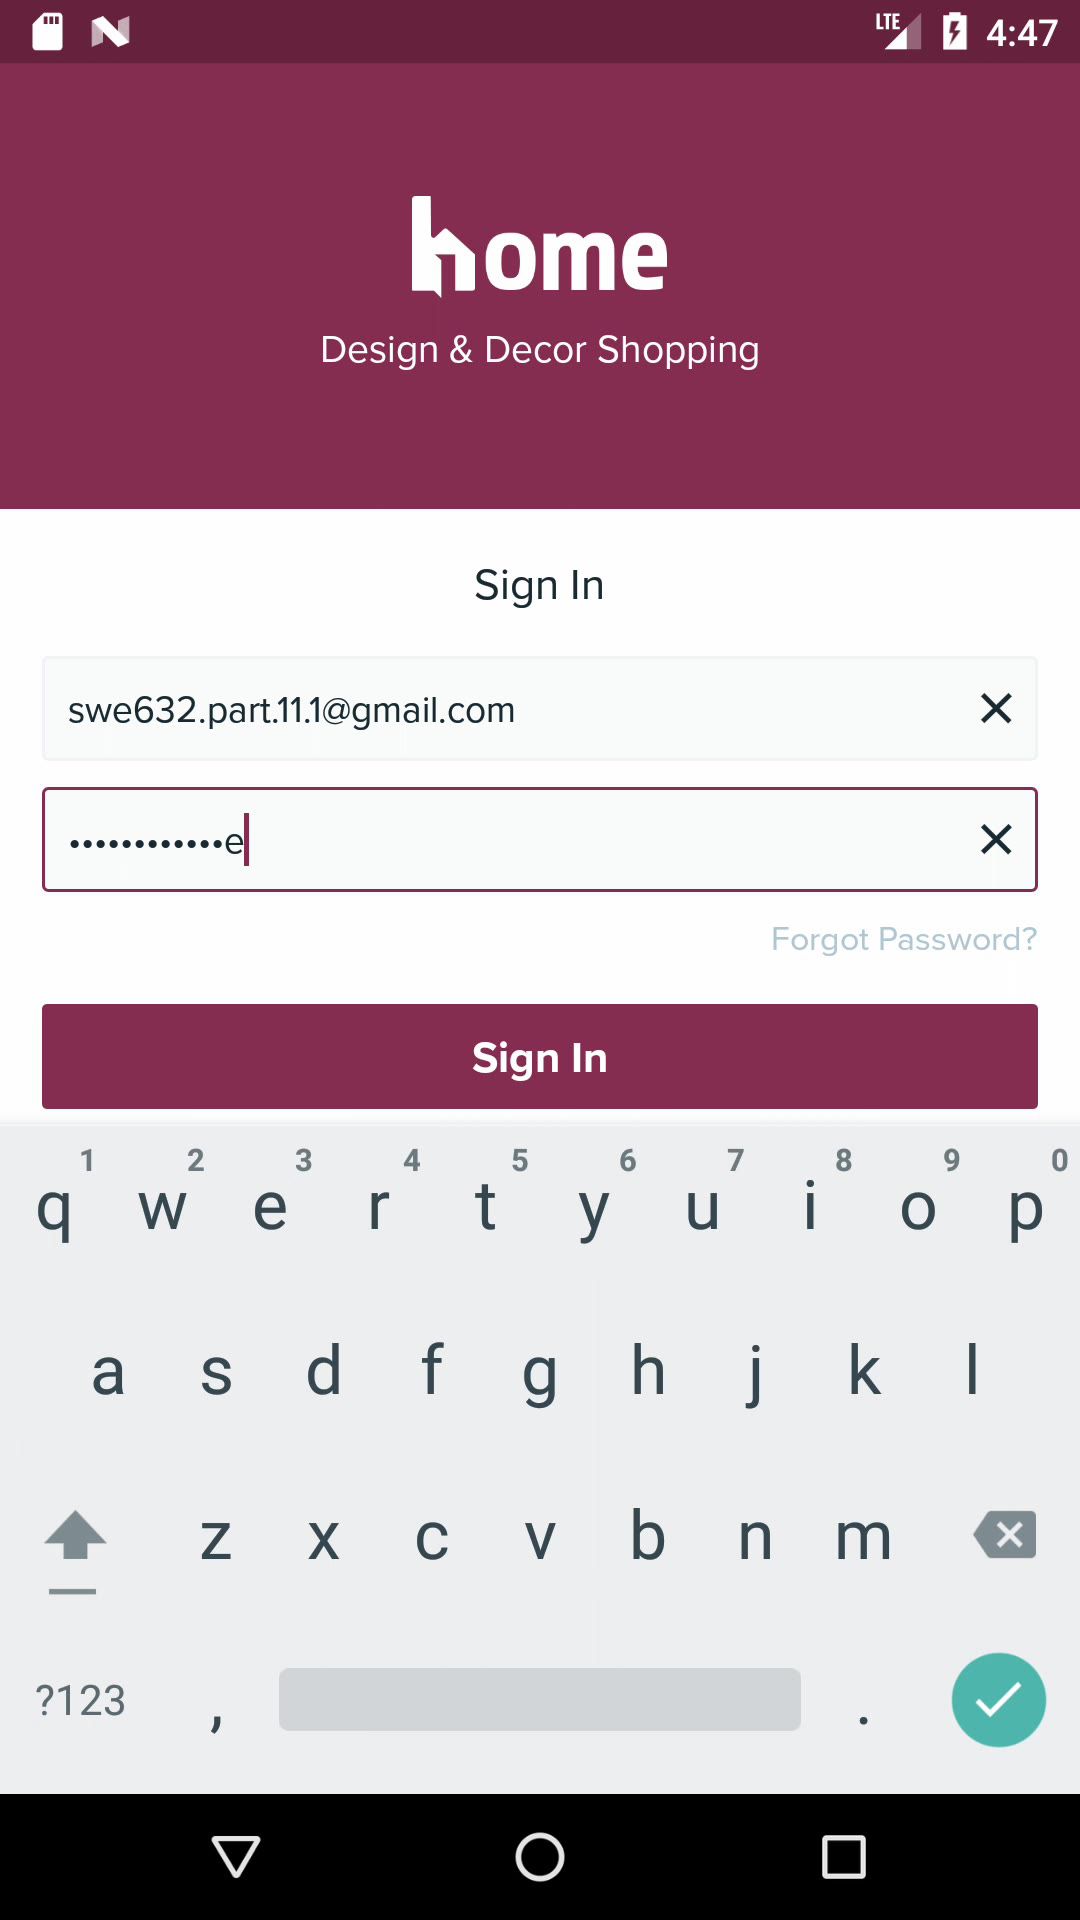 LTE 4:47
home
Design & Decor Shopping
Sign In
swe632.part.11.1@gmail.com
••••••••••••e
Forgot Password?
Sign In
1 2 3 4 5 6 7 8 9 0
q w e r t y u i o p
a s d f g h j k l
z x c v b n m
?123 , .